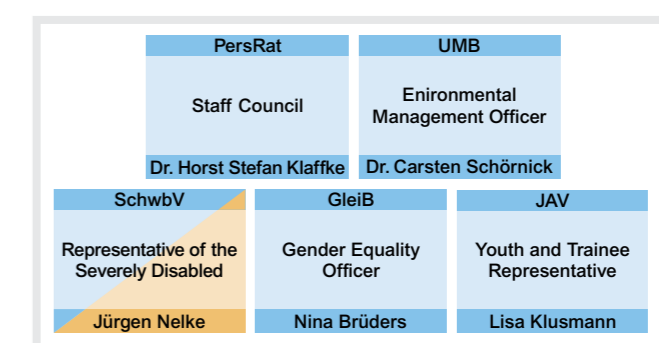 PersRat
Staff Council
Dr. Horst Stefan Klaffke
UMB
Enironmental
Management Officer
Dr. Carsten Schörnick
SchwbV
Representative of the
Severely Disabled
Jürgen Nelke
GleiB
Gender Equality
Officer
Nina Brüders
JAV
Youth and Trainee
Representative
Lisa Klusmann